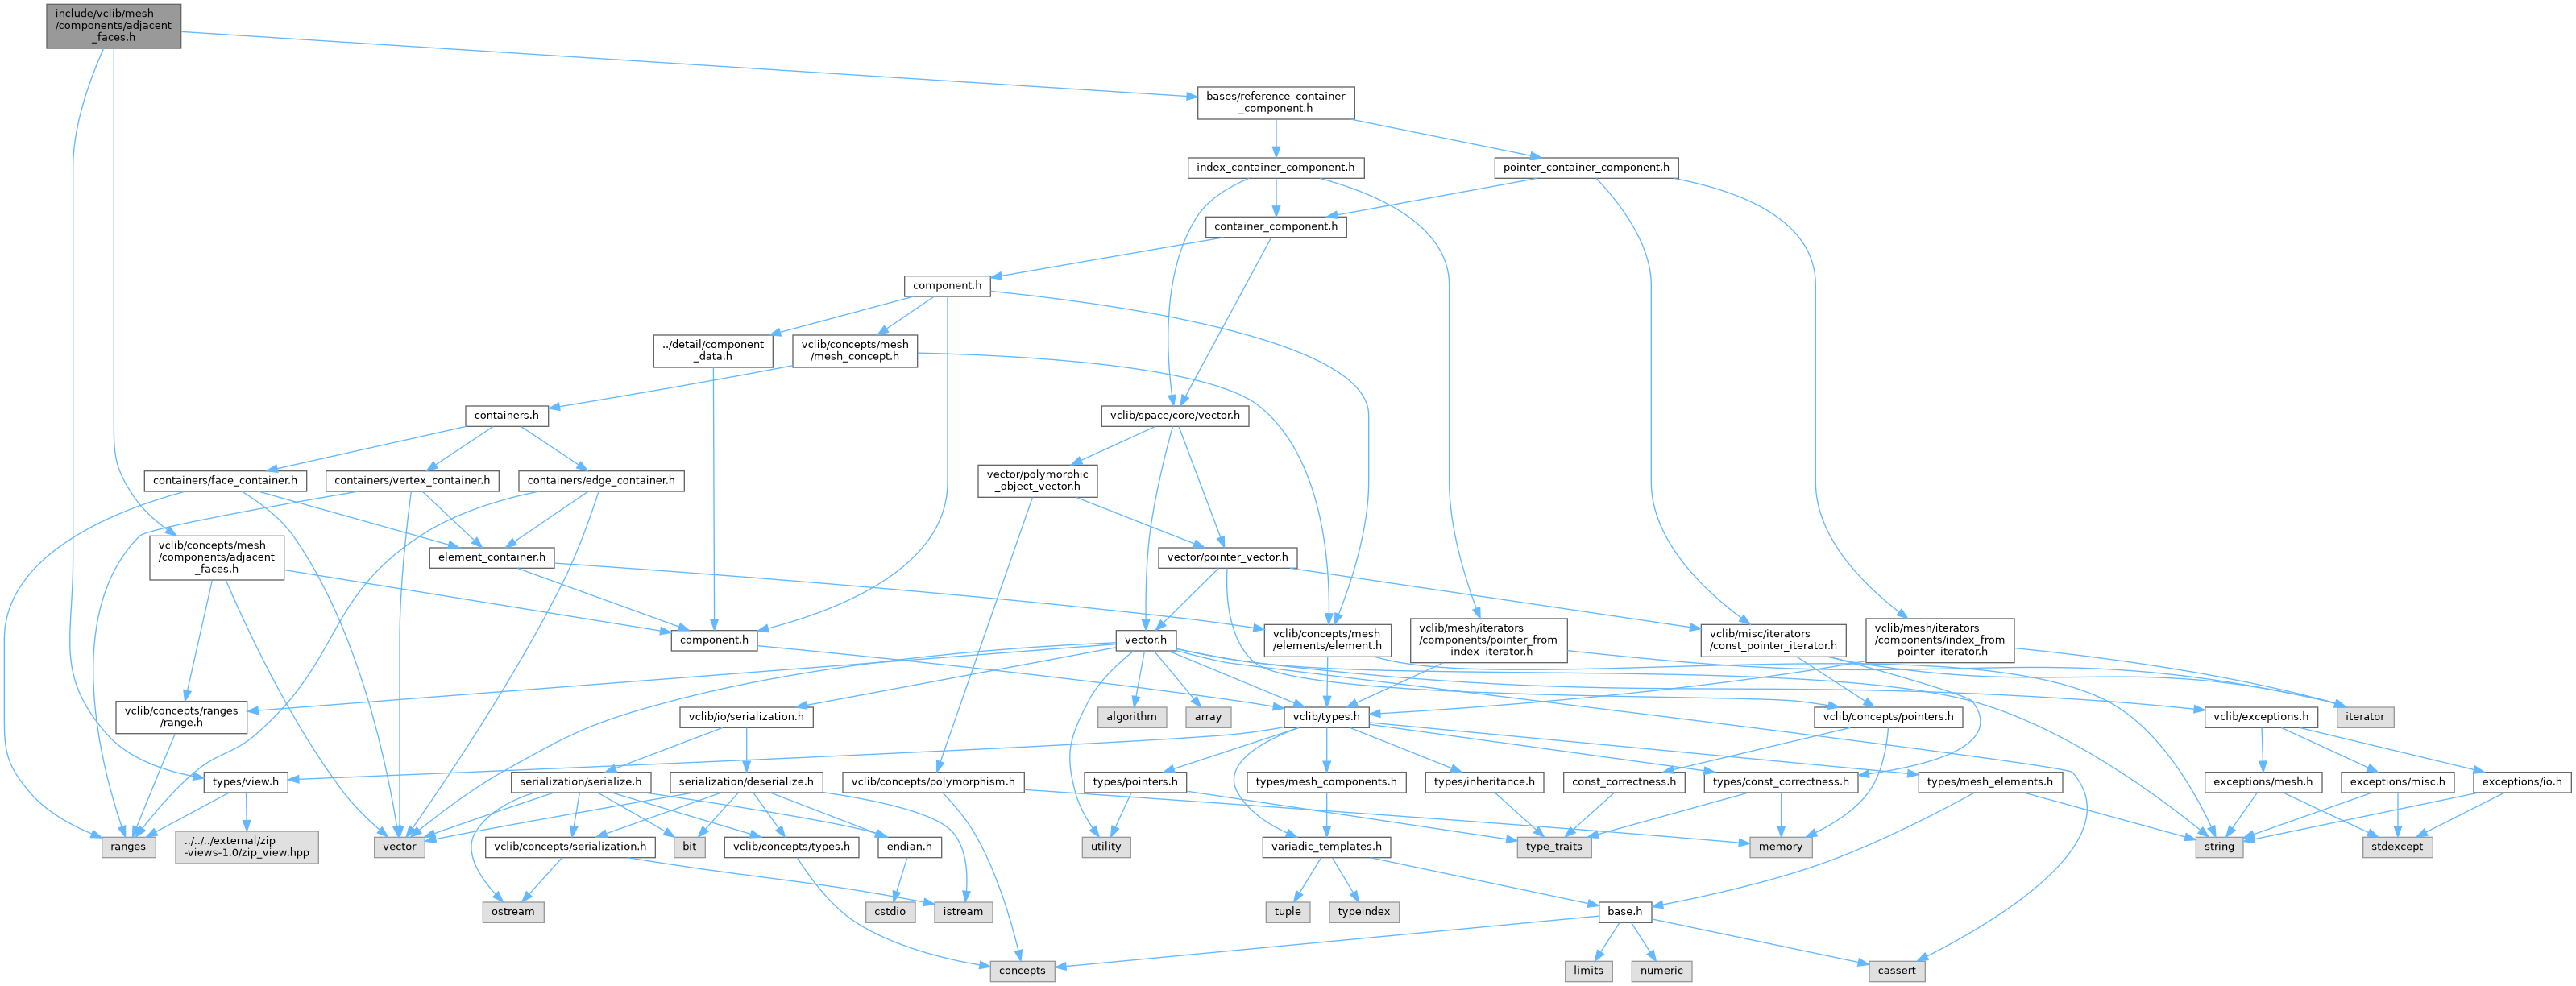 include/vclib/mesh
/components/adjacent
_faces.h
bases/reference_container
_component.h
index_container_component.h
pointer_container_component.h
container_component.h
component.h
../detail/component
_data.h
vclib/concepts/mesh
/mesh_concept.h
containers.h
vclib/space/core/vector.h
containers/face_container.h
containers/vertex_container.h
containers/edge_container.h
vector/polymorphic
_object_vector.h
vclib/concepts/mesh
/components/adjacent
_faces.h
element_container.h
vector/pointer_vector.h
component.h
vector.h
vclib/concepts/mesh
/elements/element.h
vclib/mesh/iterators
/components/pointer_from
_index_iterator.h
vclib/misc/iterators
/const_pointer_iterator.h
vclib/mesh/iterators
/components/index_from
_pointer_iterator.h
vclib/concepts/ranges
/range.h
vclib/io/serialization.h
algorithm
array
vclib/types.h
vclib/concepts/pointers.h
vclib/exceptions.h
iterator
types/view.h
serialization/serialize.h
serialization/deserialize.h
vclib/concepts/polymorphism.h
types/pointers.h
types/mesh_components.h
types/inheritance.h
const_correctness.h
types/const_correctness.h
types/mesh_elements.h
exceptions/mesh.h
exceptions/misc.h
exceptions/io.h
ranges
../../../external/zip
-views-1.0/zip_view.hpp
vector
vclib/concepts/serialization.h
bit
vclib/concepts/types.h
endian.h
utility
variadic_templates.h
type_traits
memory
string
stdexcept
ostream
cstdio
istream
tuple
typeindex
base.h
concepts
limits
numeric
cassert